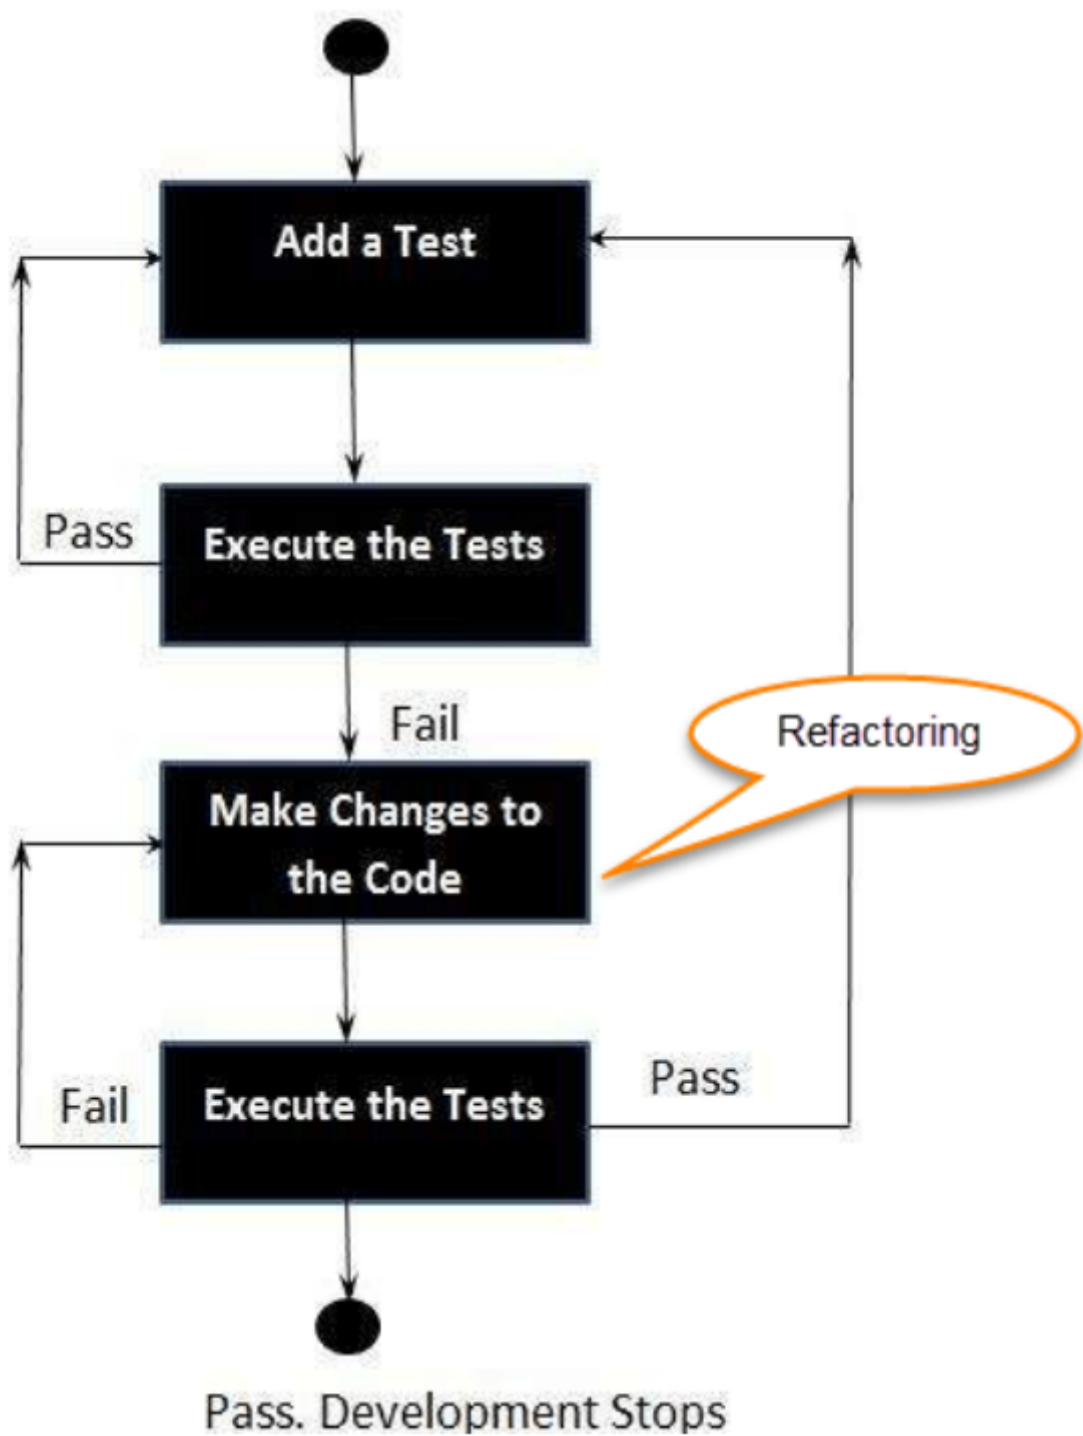 Add a Test
Pass
Execute the Tests
Fail
Refactoring
Make Changes to
the Code
Pass
Fail
Execute the Tests
Pass. Development Stops